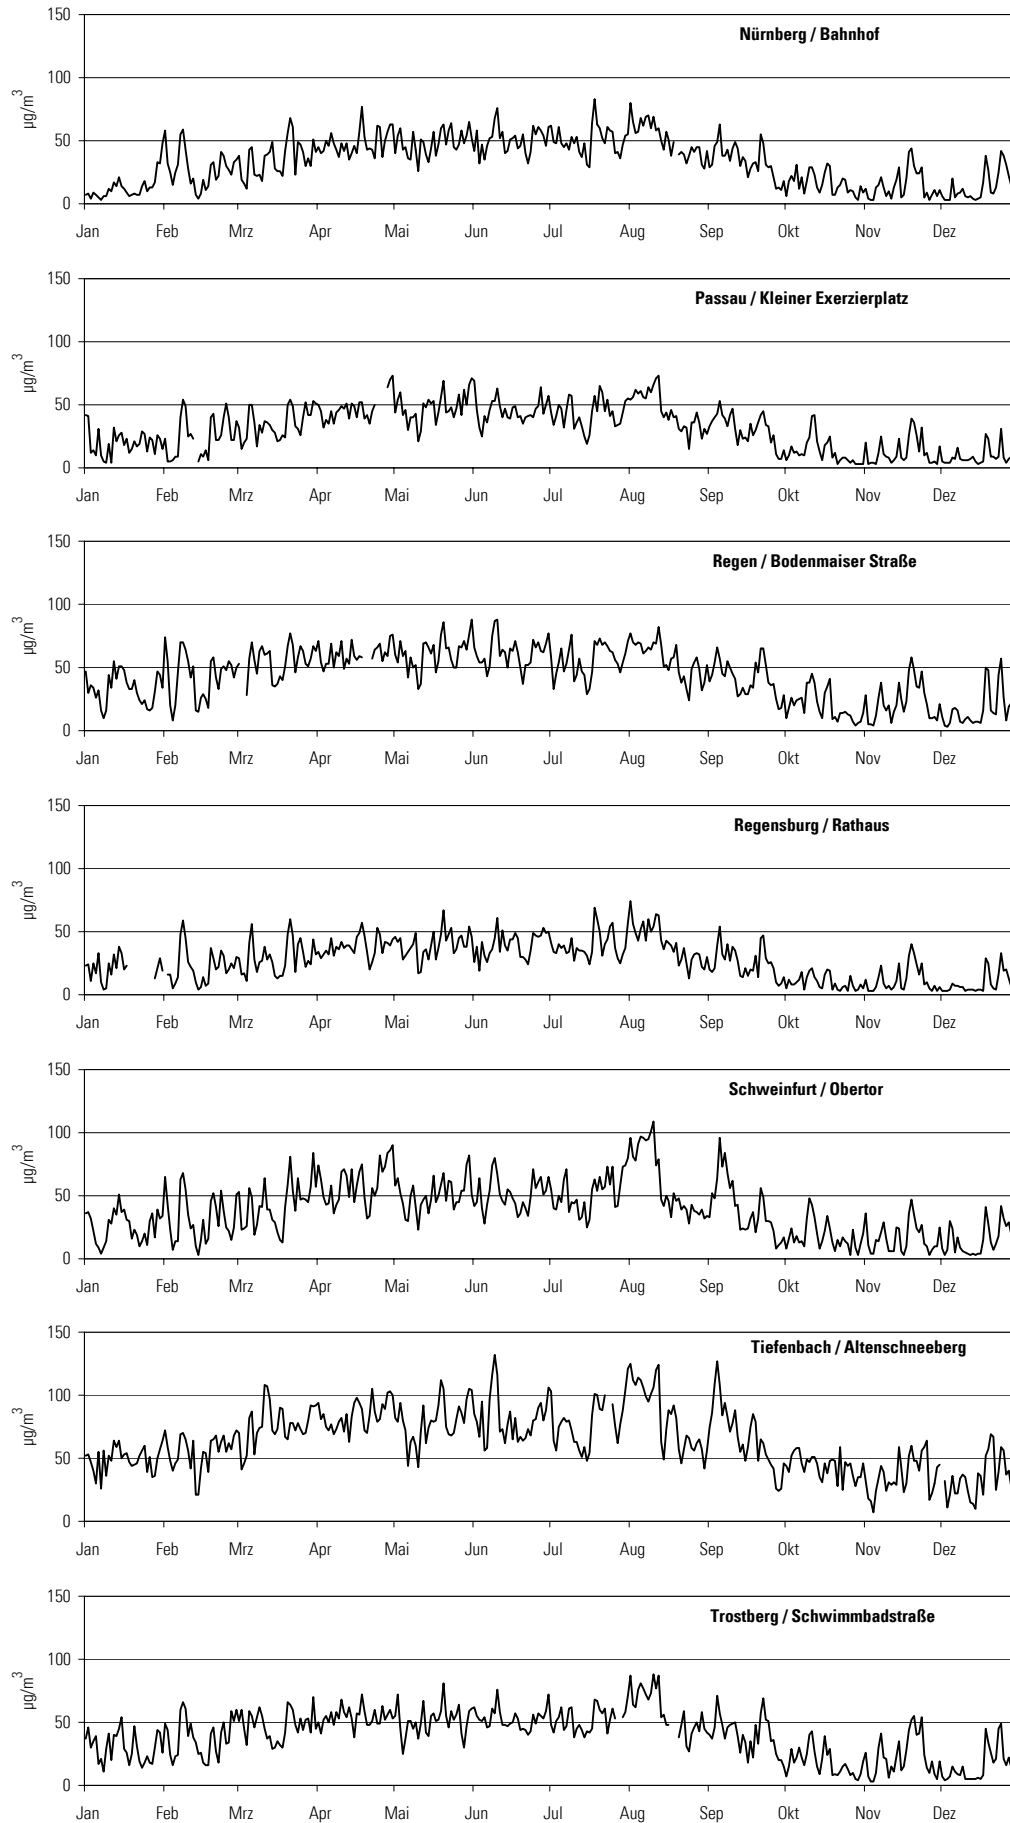 Nürnberg / Bahnhof
µg/m³
150
100
50
0
Jan Feb Mrz Apr Mai Jun Jul Aug Sep Okt Nov Dez
Passau / Kleiner Exerzierplatz
µg/m³
150
100
50
0
Jan Feb Mrz Apr Mai Jun Jul Aug Sep Okt Nov Dez
Regen / Bodenmaiser Straße
µg/m³
150
100
50
0
Jan Feb Mrz Apr Mai Jun Jul Aug Sep Okt Nov Dez
Regensburg / Rathaus
µg/m³
150
100
50
0
Jan Feb Mrz Apr Mai Jun Jul Aug Sep Okt Nov Dez
Schweinfurt / Obertor
µg/m³
150
100
50
0
Jan Feb Mrz Apr Mai Jun Jul Aug Sep Okt Nov Dez
Tiefenbach / Altenschneeberg
µg/m³
150
100
50
0
Jan Feb Mrz Apr Mai Jun Jul Aug Sep Okt Nov Dez
Trostberg / Schwimmbadstraße
µg/m³
150
100
50
0
Jan Feb Mrz Apr Mai Jun Jul Aug Sep Okt Nov Dez